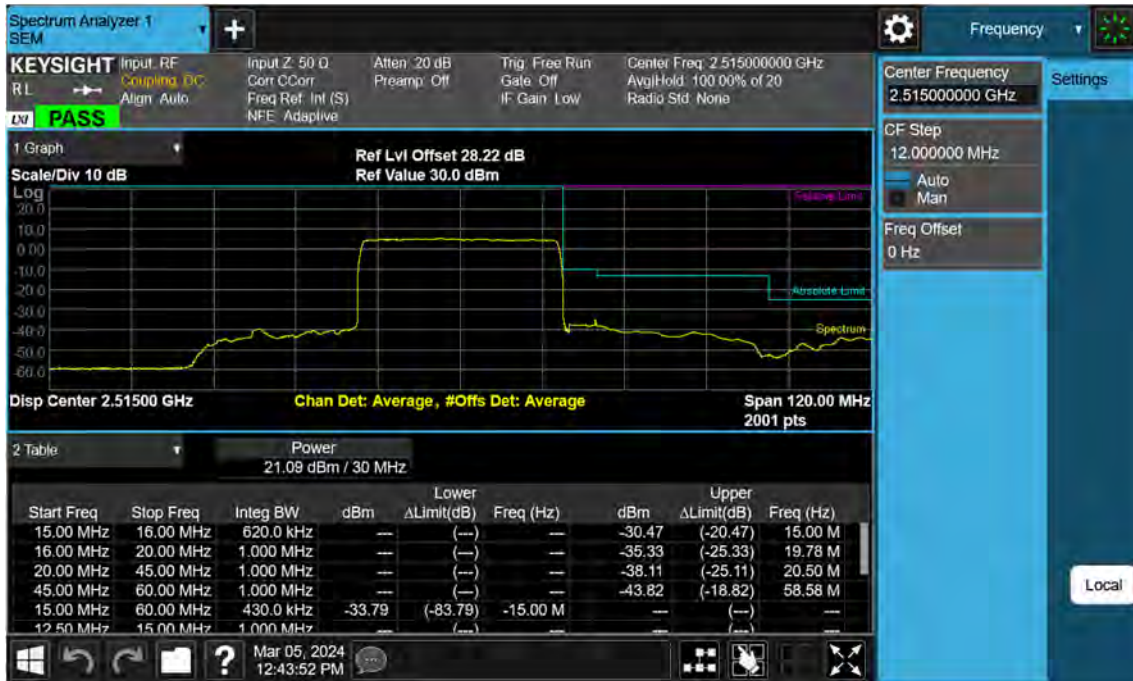 Spectrum Analyzer 1
SEM
+
Frequency
KEYSIGHT
RL
LXI
PASS
Input: RF
Coupling: DC
Align: Auto
Input Z: 50 Ω
Corr CCorr
Freq Ref: Int (S)
NFE: Adaptive
Atten: 20 dB
Preamp: Off
Trig: Free Run
Gate: Off
IF Gain: Low
Center Freq: 2.515000000 GHz
Avg|Hold: 100.00% of 20
Radio Std: None
Center Frequency
2.515000000 GHz
Settings
CF Step
12.000000 MHz
Auto
Man
Freq Offset
0 Hz
1 Graph
Scale/Div 10 dB
Ref Lvl Offset 28.22 dB
Ref Value 30.0 dBm
Log
20.0
10.0
0.00
-10.0
-20.0
-30.0
-40.0
-50.0
-60.0
Relative Limit
Absolute Limit
Spectrum
Disp Center 2.51500 GHz
Chan Det: Average, #Offs Det: Average
Span 120.00 MHz
2001 pts
2 Table
Power
21.09 dBm / 30 MHz
Lower Upper
Start Freq Stop Freq Integ BW dBm ΔLimit(dB) Freq (Hz) dBm ΔLimit(dB) Freq (Hz)
15.00 MHz 16.00 MHz 620.0 kHz --- (---) --- -30.47 (-20.47) 15.00 M
16.00 MHz 20.00 MHz 1.000 MHz --- (---) --- -35.33 (-25.33) 19.78 M
20.00 MHz 45.00 MHz 1.000 MHz --- (---) --- -38.11 (-25.11) 20.50 M
45.00 MHz 60.00 MHz 1.000 MHz --- (---) --- -43.82 (-18.82) 58.58 M
15.00 MHz 60.00 MHz 430.0 kHz -33.79 (-83.79) -15.00 M --- (---) ---
12.50 MHz 15.00 MHz 1.000 MHz --- (---) --- --- (---) ---
Local
?
Mar 05, 2024
12:43:52 PM